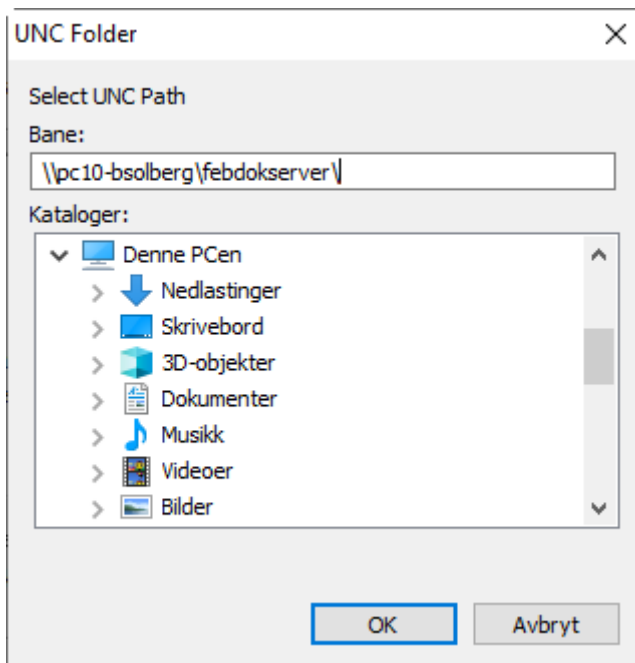 UNC Folder
Select UNC Path
Bane:
\\pc10-bsolberg\febdokserver\
Kataloger:
Denne PCen
Nedlastinger
Skrivebord
3D-objekter
Dokumenter
Musikk
Videoer
Bilder
OK Avbryt